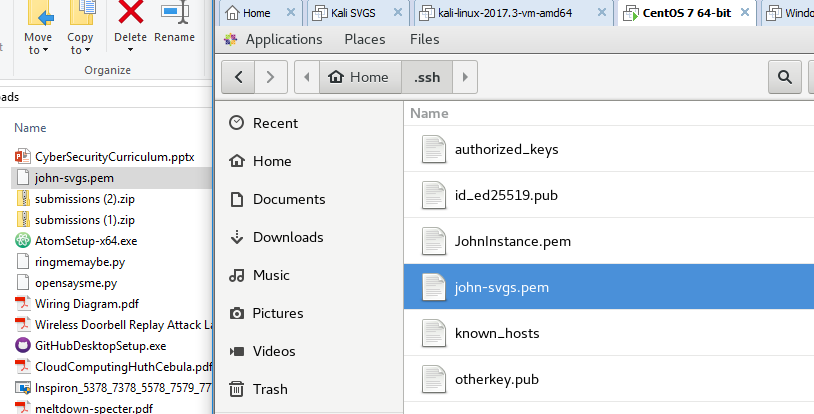 Move
to
Copy
to
Delete
Rename
Organize
ads
Name
CyberSecurityCurriculum.pptx
john-svgs.pem
submissions (2).zip
submissions (1).zip
AtomSetup-x64.exe
ringmemaybe.py
opensaysme.py
Wiring Diagram.pdf
Wireless Doorbell Replay Attack La
GitHubDesktopSetup.exe
CloudComputingHuthCebula.pdf
Inspiron_5378_7378_5578_7579_77
meltdown-specter.pdf
Home
Kali SVGS
kali-linux-2017.3-vm-amd64
CentOS 7 64-bit
Windo
Applications
Places
Files
Home
.ssh
Recent
Home
Documents
Downloads
Music
Pictures
Videos
Trash
Name
authorized_keys
id_ed25519.pub
JohnInstance.pem
john-svgs.pem
known_hosts
otherkey.pub